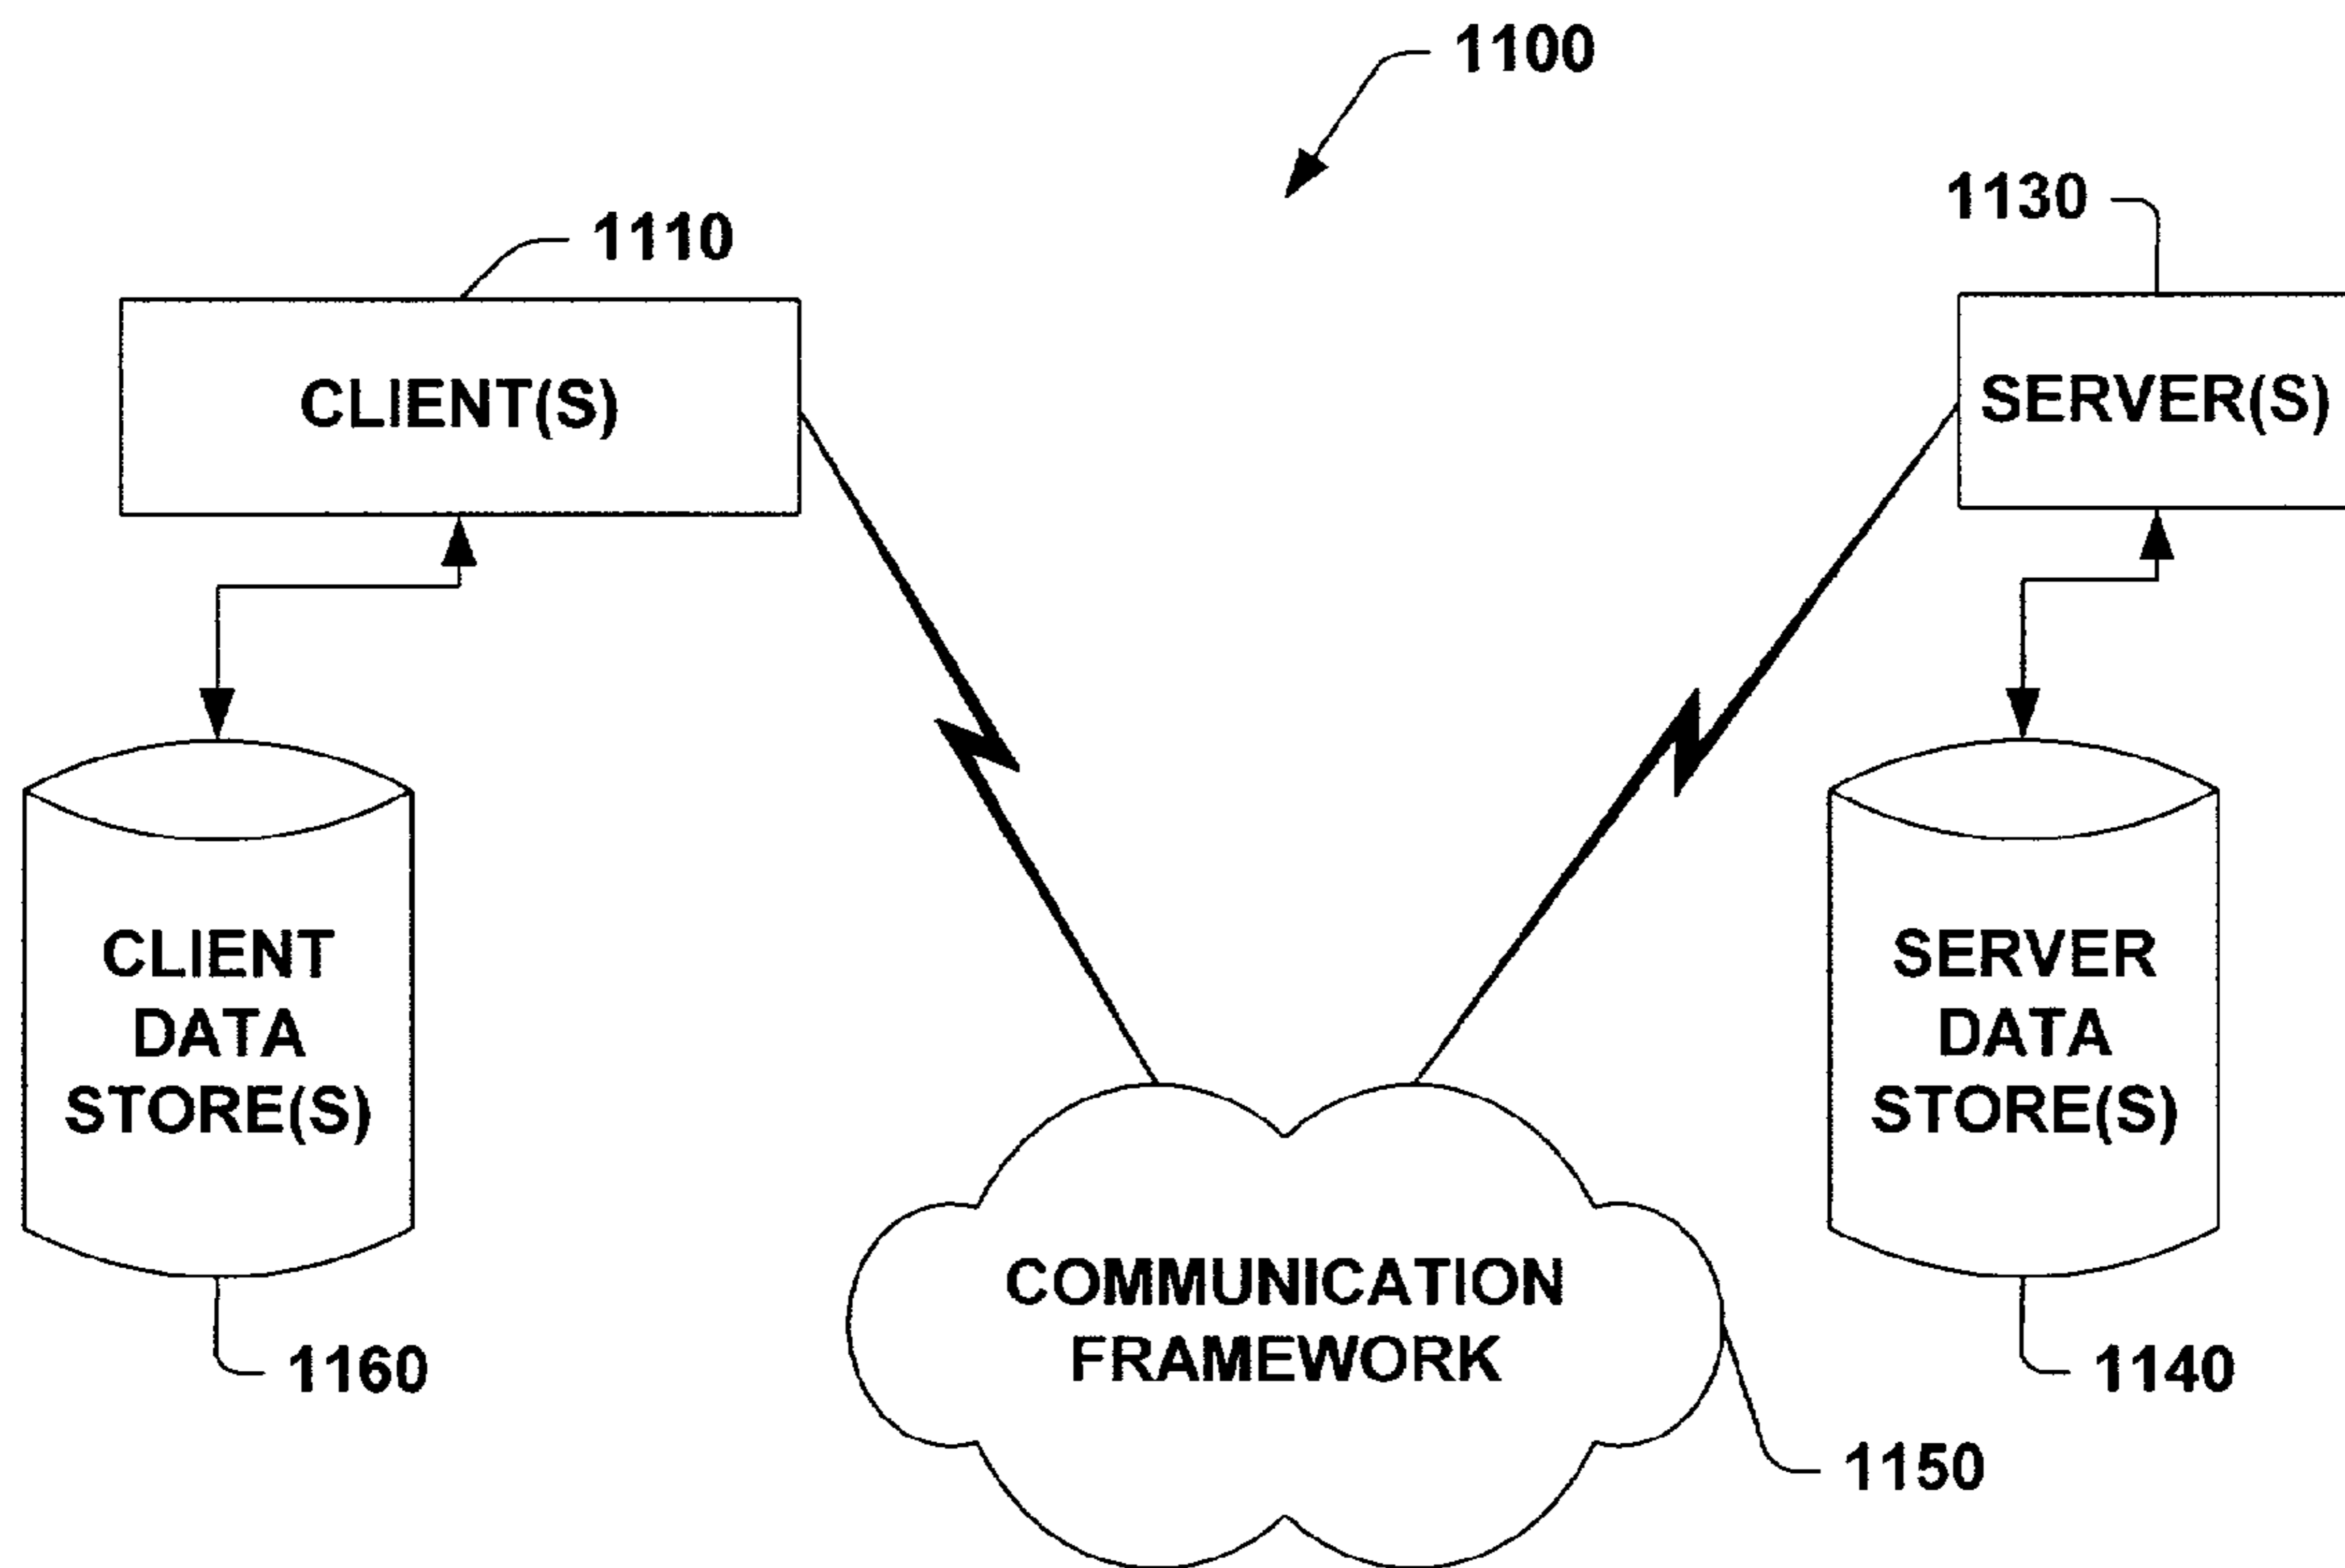 1100
1130
1110
CLIENT(S)
SERVER(S)
CLIENT
DATA
STORE(S)
SERVER
DATA
STORE(S)
COMMUNICATION
FRAMEWORK
1160
1140
1150